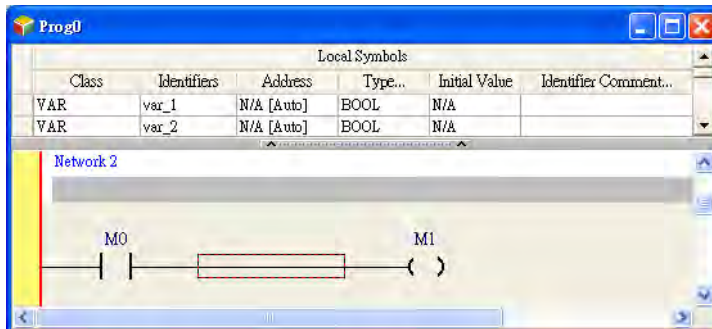 Prog0
Local Symbols
Class Identifiers Address Type... Initial Value Identifier Comment...
VAR var_1 N/A [Auto] BOOL N/A
VAR var_2 N/A [Auto] BOOL N/A
Network 2
M0 M1